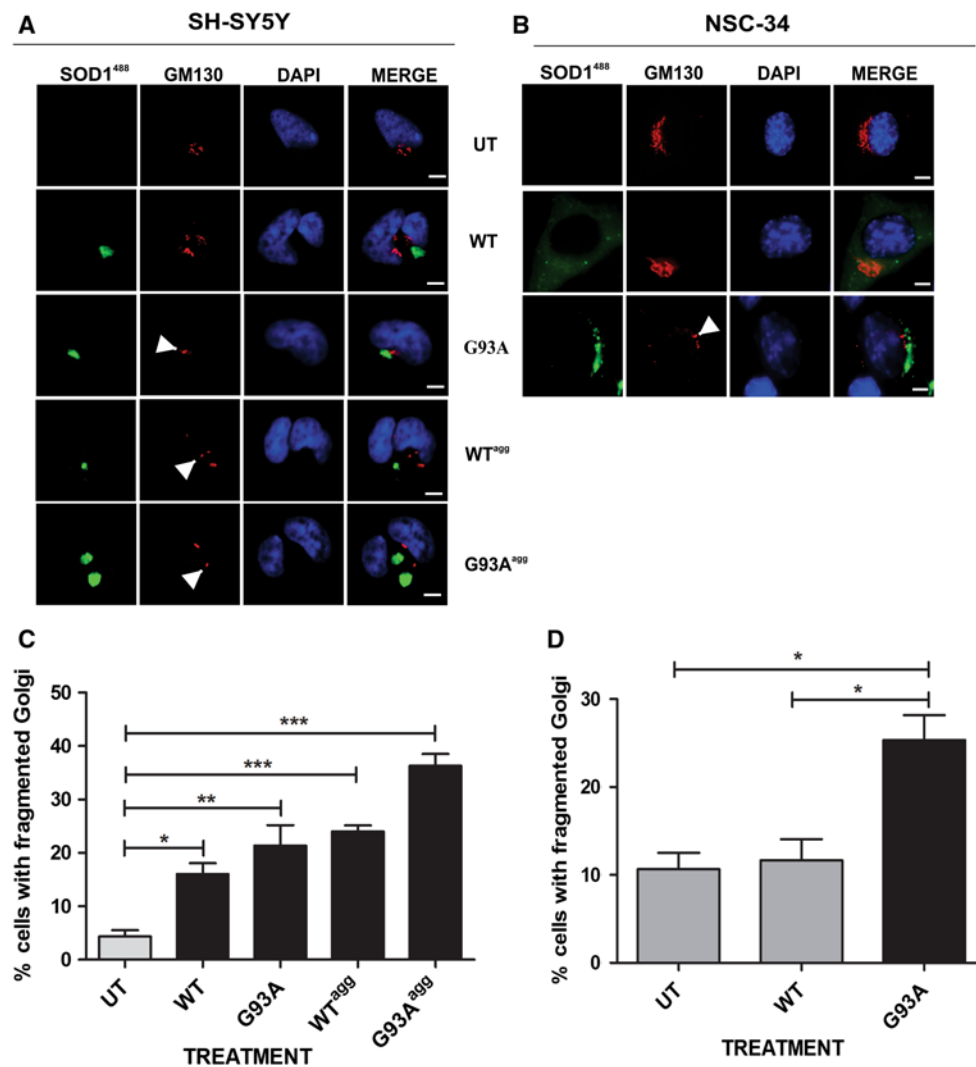 A
SH-SY5Y
SOD1⁴⁸⁸ GM130 DAPI MERGE
UT
WT
G93A
WTᵃᵍᵍ
G93Aᵃᵍᵍ
B
NSC-34
SOD1⁴⁸⁸ GM130 DAPI MERGE
C
% cells with fragmented Golgi
50
40
30
20
10
0
***
***
**
*
UT WT G93A WTᵃᵍᵍ G93Aᵃᵍᵍ
TREATMENT
D
% cells with fragmented Golgi
30
20
10
0
*
*
UT WT G93A
TREATMENT